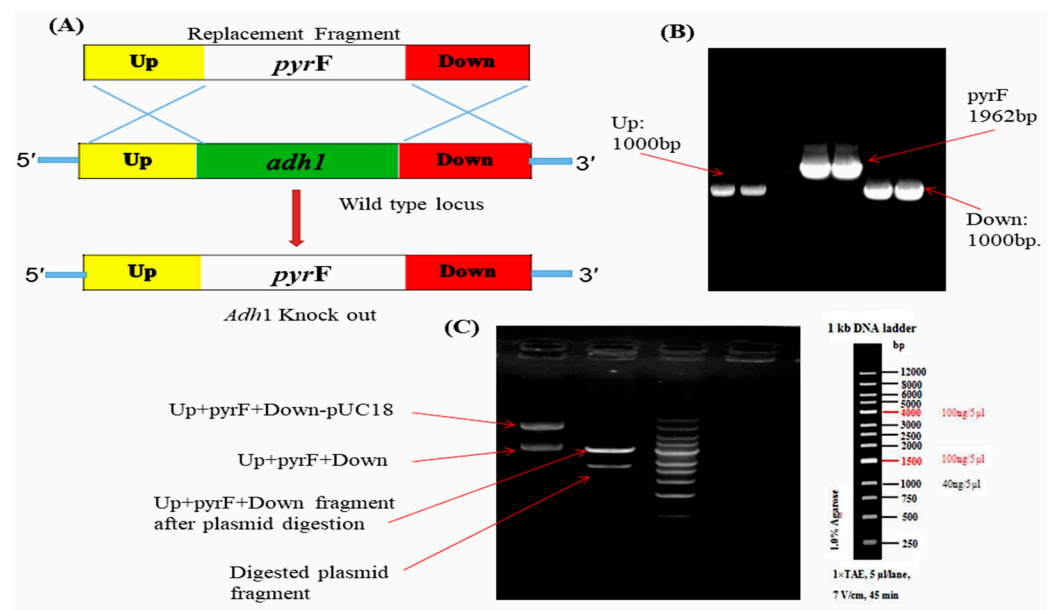 (A)
Replacement Fragment
Up pyrF Down
5′ Up adh1 Down 3′
Wild type locus
5′ Up pyrF Down 3′
Adh1 Knock out
(B)
Up:
1000bp
pyrF
1962bp
Down:
1000bp.
(C)
Up+pyrF+Down-pUC18
Up+pyrF+Down
Up+pyrF+Down fragment
after plasmid digestion
Digested plasmid
fragment
1 kb DNA ladder
bp
12000
8000
6000
5000
4000 100ng/5µl
3000
2500
2000
1500 100ng/5µl
1000 40ng/5µl
750
500
250
1.0% Agarose
1×TAE, 5 µl/lane,
7 V/cm, 45 min